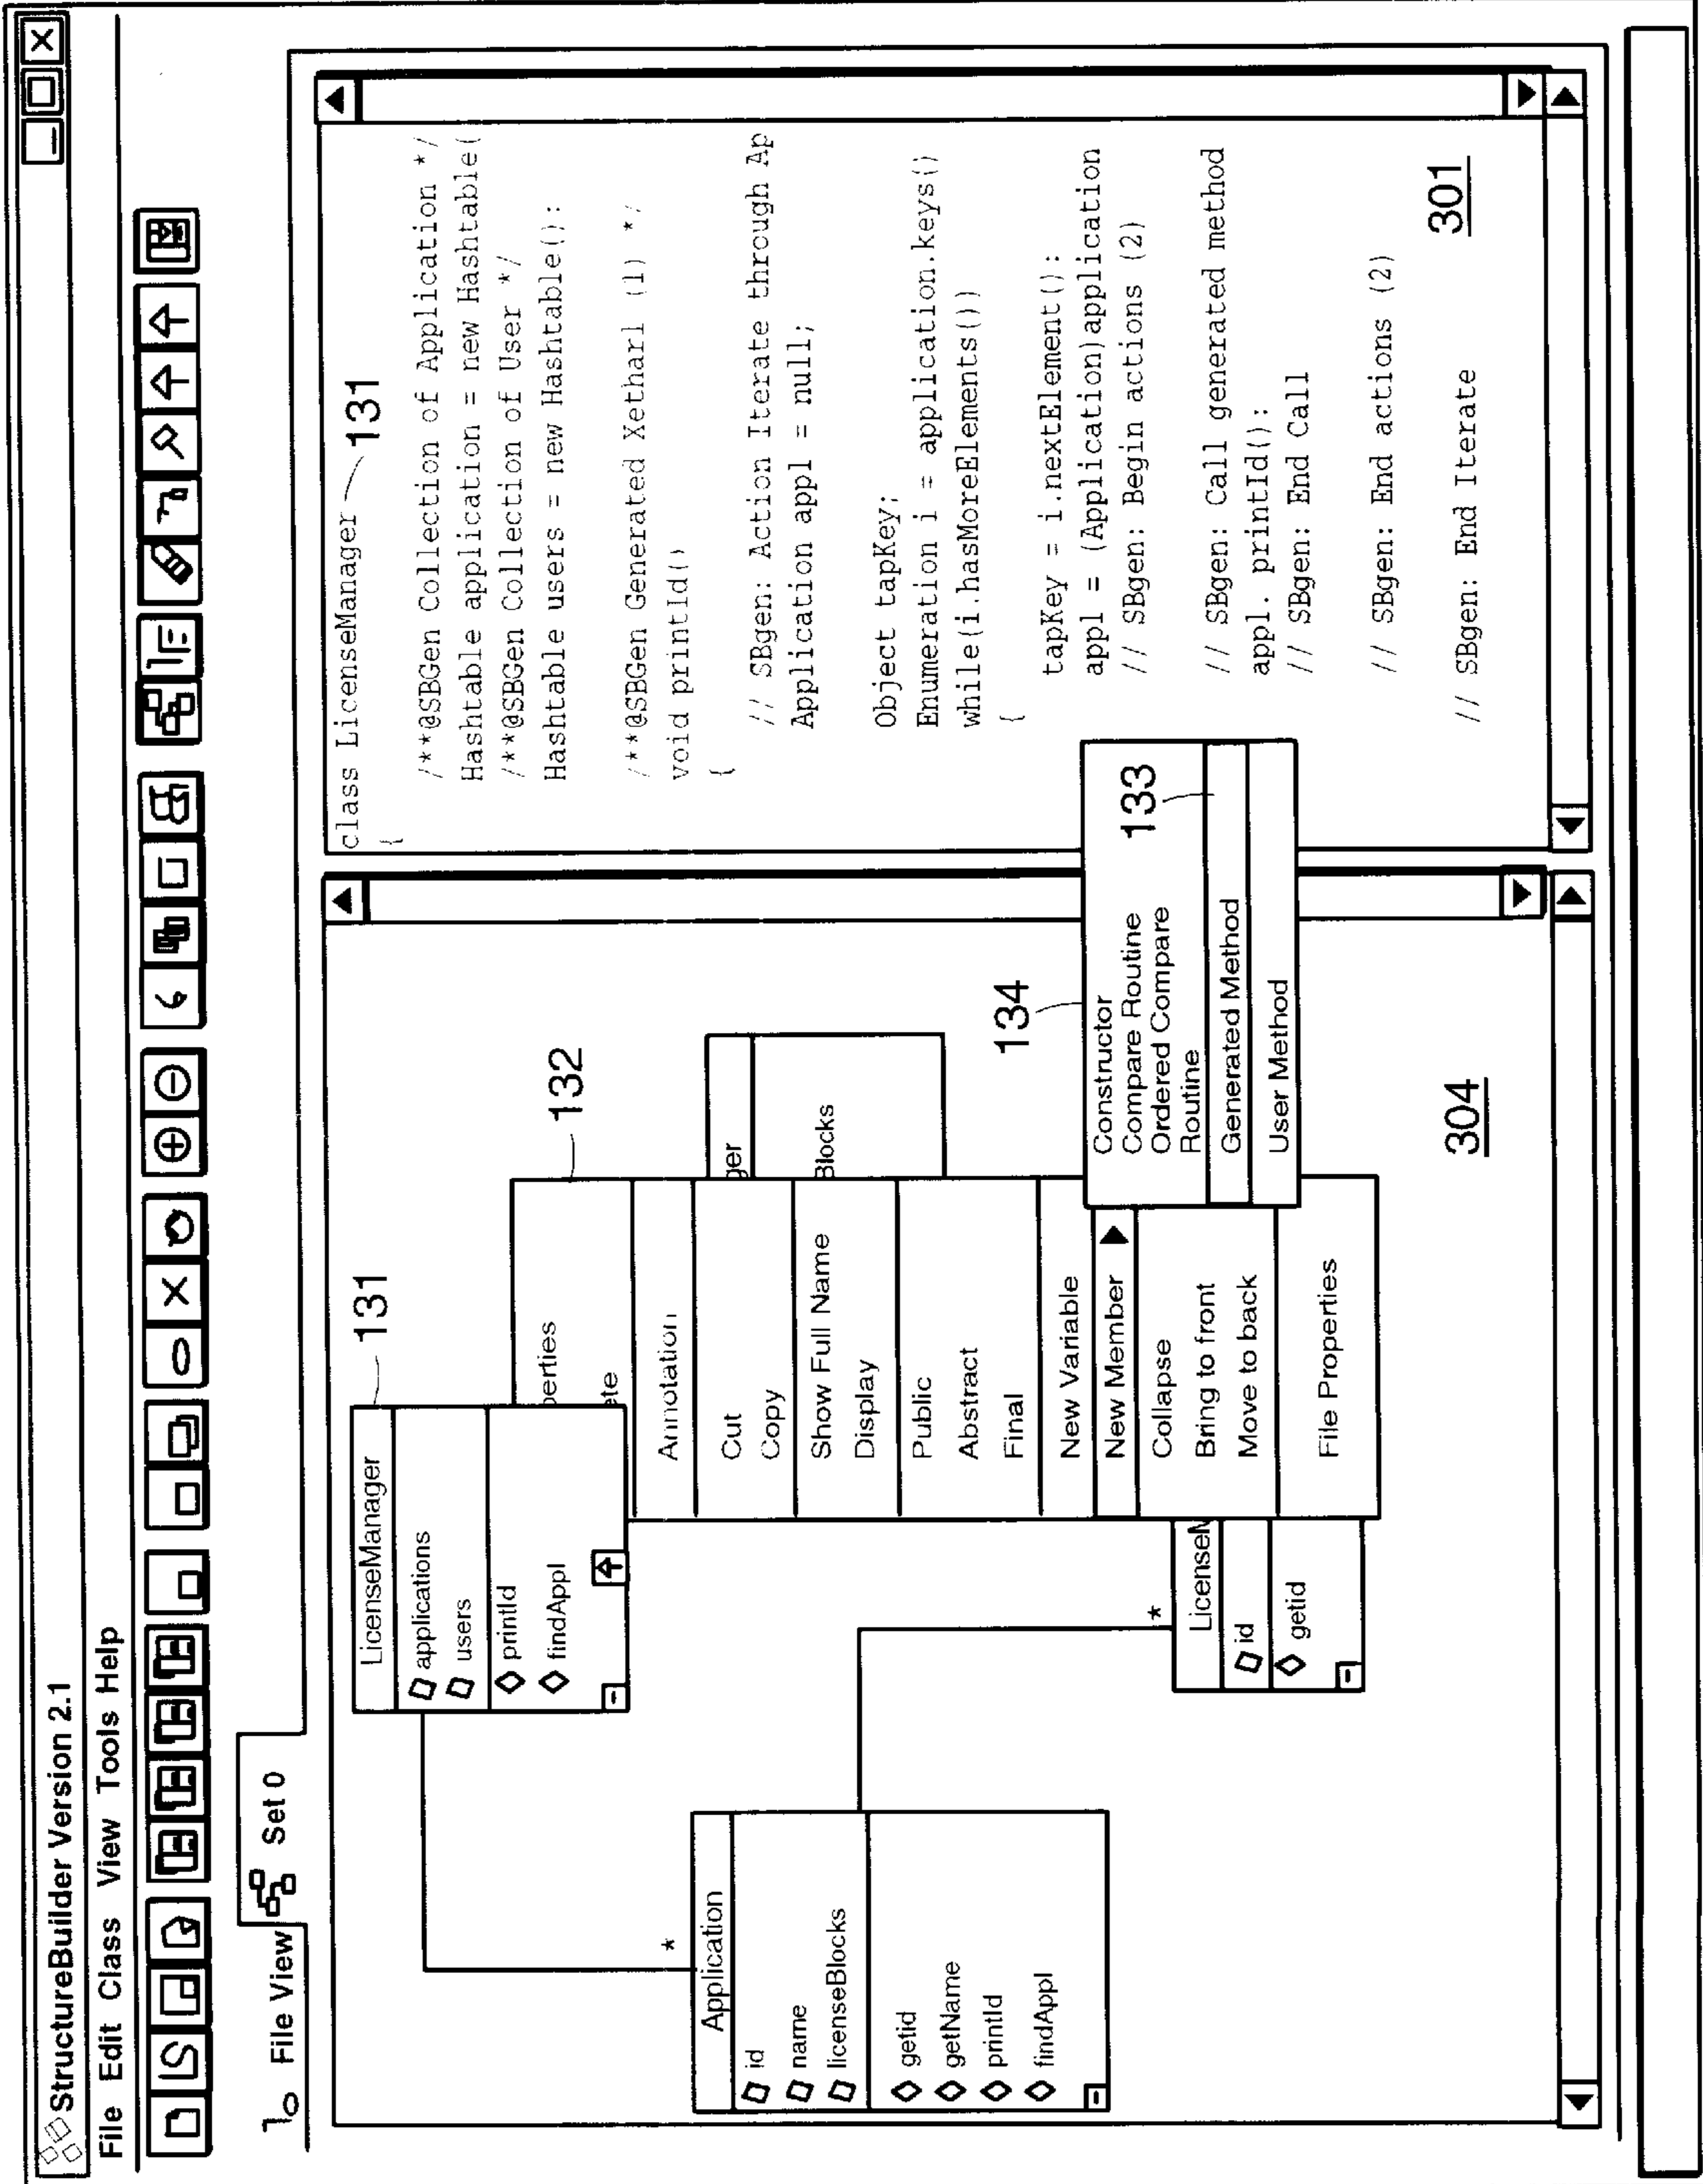 StructureBuilder Version 2.1
File Edit Class View Tools Help
File View
Set 0
LicenseManager
131
applications
users
printId
findAppl
Application
*
id
name
licenseBlocks
getid
getName
printId
findAppl
*
LicenseM
id
getid
132
perties
ete
Annotation
Cut
Copy
Show Full Name
Display
Public
Abstract
Final
New Variable
New Member
Collapse
Bring to front
Move to back
File Properties
ger
Blocks
134
Constructor
Compare Routine
Ordered Compare
Routine
Generated Method
User Method
133
304
class LicenseManager
131
{
/**@SBGen Collection of Application */
Hashtable application = new Hashtable(
/**@SBGen Collection of User */
Hashtable users = new Hashtable():
/**@SBGen Generated Xetharl (1) */
void printId()
{
// SBgen: Action Iterate through Ap
Application appl = null;
Object tapKey;
Enumeration i = application.keys()
while(i.hasMoreElements())
{
tapKey = i.nextElement():
appl = (Application)application
// SBgen: Begin actions (2)
// SBgen: Call generated method
appl. printId():
// SBgen: End Call
// SBgen: End actions (2)
// SBgen: End Iterate
301